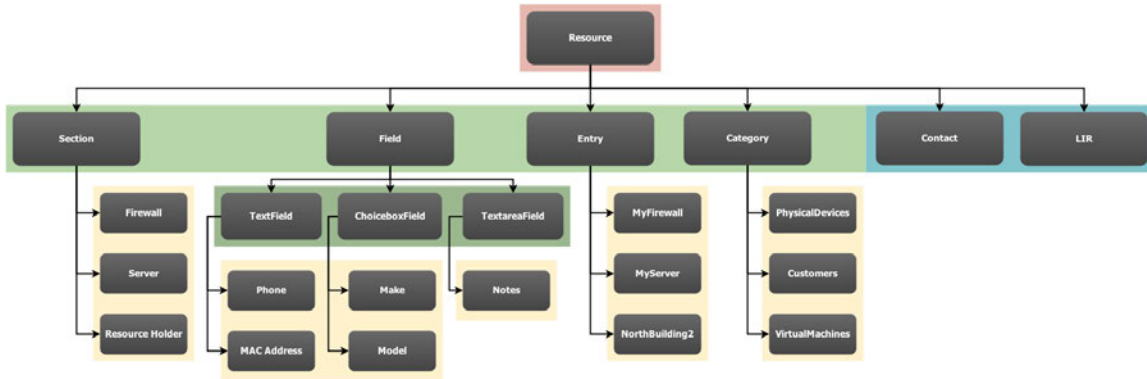 Resource
Section
Field
Entry
Category
Contact
LIR
Firewall
TextField
ChoiceboxField
TextareaField
MyFirewall
PhysicalDevices
Server
Phone
Make
Notes
MyServer
Customers
Resource Holder
MAC Address
Model
NorthBuilding2
VirtualMachines